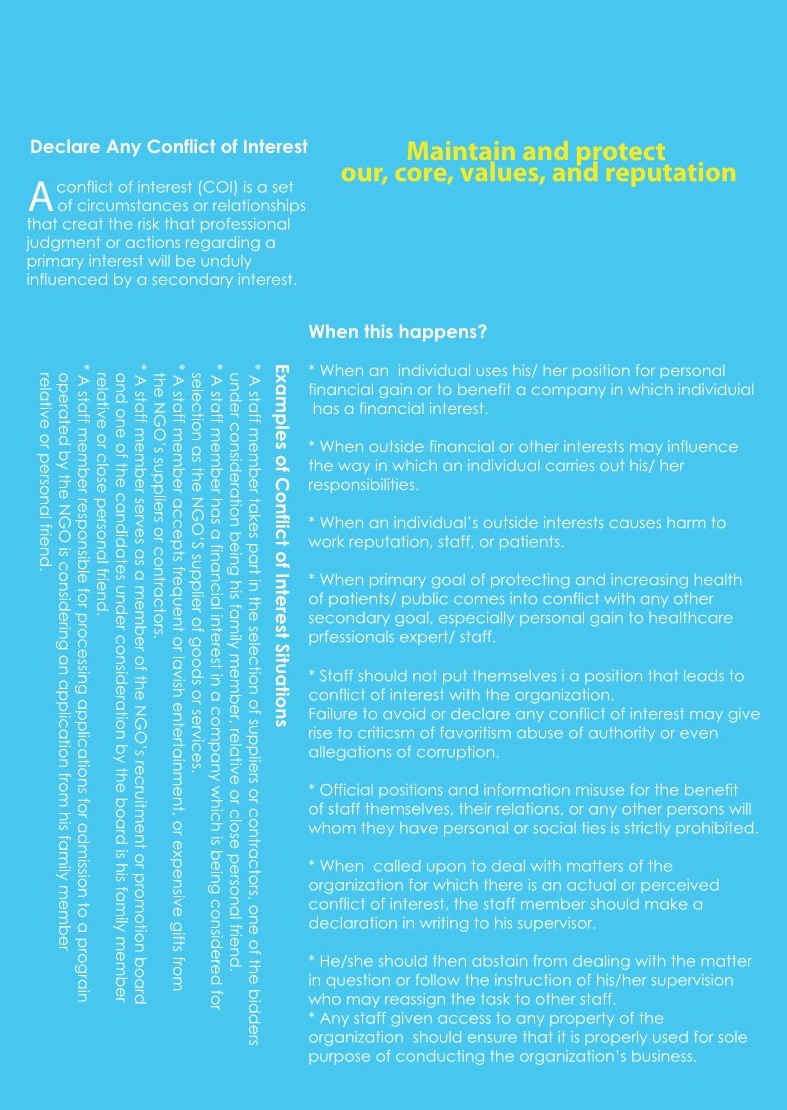 Declare Any Conflict of Interest
A conflict of interest (COI) is a set
of circumstances or relationships
that creat the risk that professional
judgment or actions regarding a
primary interest will be unduly
influenced by a secondary interest.
Maintain and protect
our, core, values, and reputation
When this happens?
* When an individual uses his/ her position for personal
financial gain or to benefit a company in which individuial
has a financial interest.
* When outside financial or other interests may influence
the way in which an individual carries out his/ her
responsibilities.
* When an individual's outside interests causes harm to
work reputation, staff, or patients.
* When primary goal of protecting and increasing health
of patients/ public comes into conflict with any other
secondary goal, especially personal gain to healthcare
prfessionals expert/ staff.
* Staff should not put themselves i a position that leads to
conflict of interest with the organization.
Failure to avoid or declare any conflict of interest may give
rise to criticsm of favoritism abuse of authority or even
allegations of corruption.
* Official positions and information misuse for the benefit
of staff themselves, their relations, or any other persons will
whom they have personal or social ties is strictly prohibited.
* When called upon to deal with matters of the
organization for which there is an actual or perceived
conflict of interest, the staff member should make a
declaration in writing to his supervisor.
* He/she should then abstain from dealing with the matter
in question or follow the instruction of his/her supervision
who may reassign the task to other staff.
* Any staff given access to any property of the
organization should ensure that it is properly used for sole
purpose of conducting the organization's business.
Examples of Conflict of Interest Situations
* A staff member takes part in the selection of suppliers or contractors, one of the bidders
under consideration being his family member, relative or close personal friend.
* A staff member has a financial interest in a company which is being considered for
selection as the NGO'S supplier of goods or services.
* A staff member accepts frequent or lavish entertainment, or expensive gifts from
the NGO's suppliers or contractors.
* A staff member serves as a member of the NGO's recruitment or promotion board
and one of the candidates under consideration by the board is his family member
relative or close personal friend.
* A staff member responsible for processing applications for admission to a prograin
operated by the NGO is considering an application from his family member
relative or personal friend.